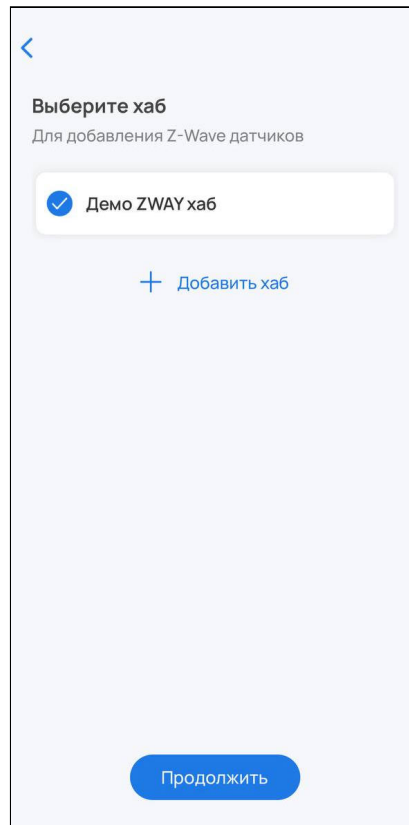 Выберите хаб
Для добавления Z-Wave датчиков
Демо ZWAY хаб
Добавить хаб
Продолжить